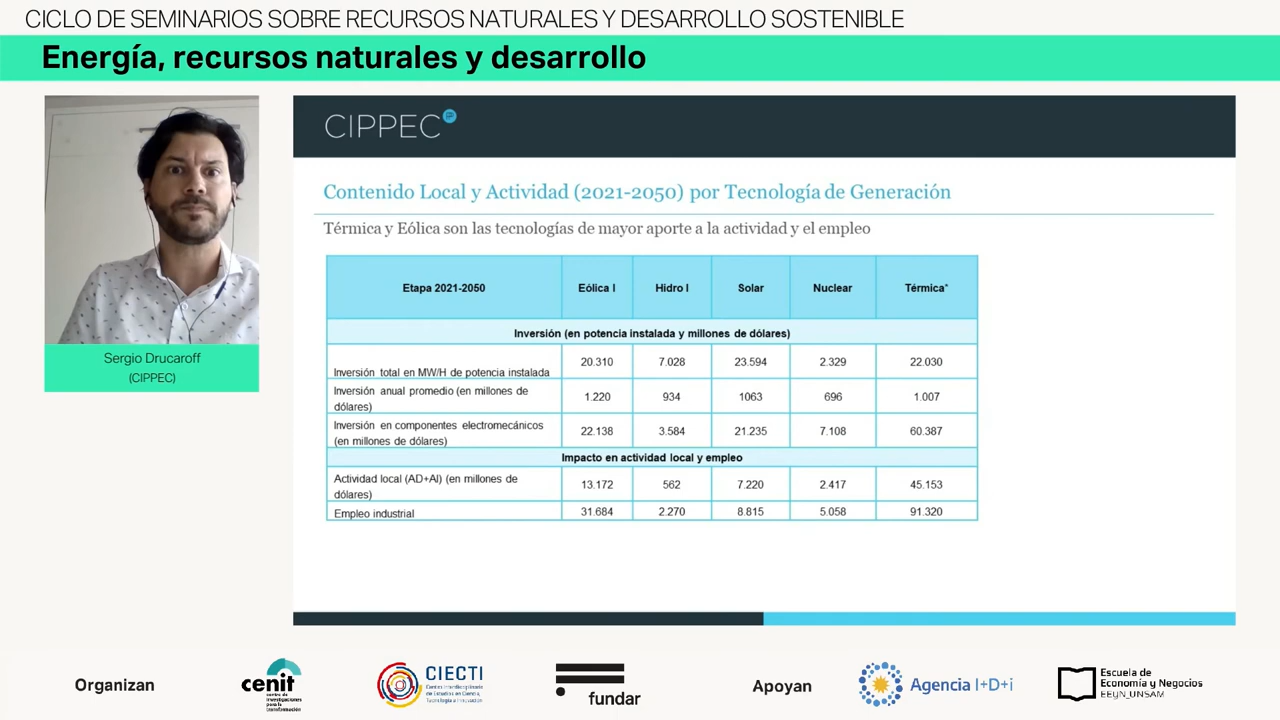 CICLO DE SEMINARIOS SOBRE RECURSOS NATURALES Y DESARROLLO SOSTENIBLE
Energía, recursos naturales y desarrollo
Sergio Drucaroff
(CIPPEC)
CIPPEC
Contenido Local y Actividad (2021-2050) por Tecnología de Generación
Térmica y Eólica son las tecnologías de mayor aporte a la actividad y el empleo
Etapa 2021-2050 Eólica I Hidro I Solar Nuclear Térmica*
Inversión (en potencia instalada y millones de dólares)
Inversión total en MW/H de potencia instalada 20.310 7.028 23.594 2.329 22.030
Inversión anual promedio (en millones de
dólares) 1.220 934 1063 696 1.007
Inversión en componentes electromecánicos
(en millones de dólares) 22.138 3.584 21.235 7.108 60.387
Impacto en actividad local y empleo
Actividad local (AD+AI) (en millones de
dólares) 13.172 562 7.220 2.417 45.153
Empleo industrial 31.684 2.270 8.815 5.058 91.320
Organizan
cenit
centro de
investigaciones
para la
transformación
CIECTI
Centro Interdisciplinario
de Estudios en Ciencia,
Tecnología e Innovación
fundar
Apoyan
Agencia I+D+i
Escuela de
Economía y Negocios
EEYN_UNSAM